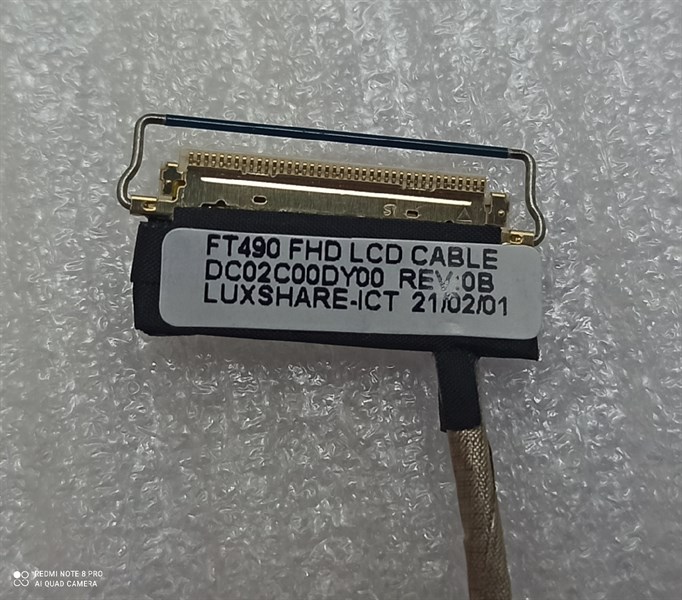 FT490 FHD LCD CABLE
DC02C00DY00 REV:0B
LUXSHARE-ICT 21/02/01
REDMI NOTE 8 PRO
AI QUAD CAMERA